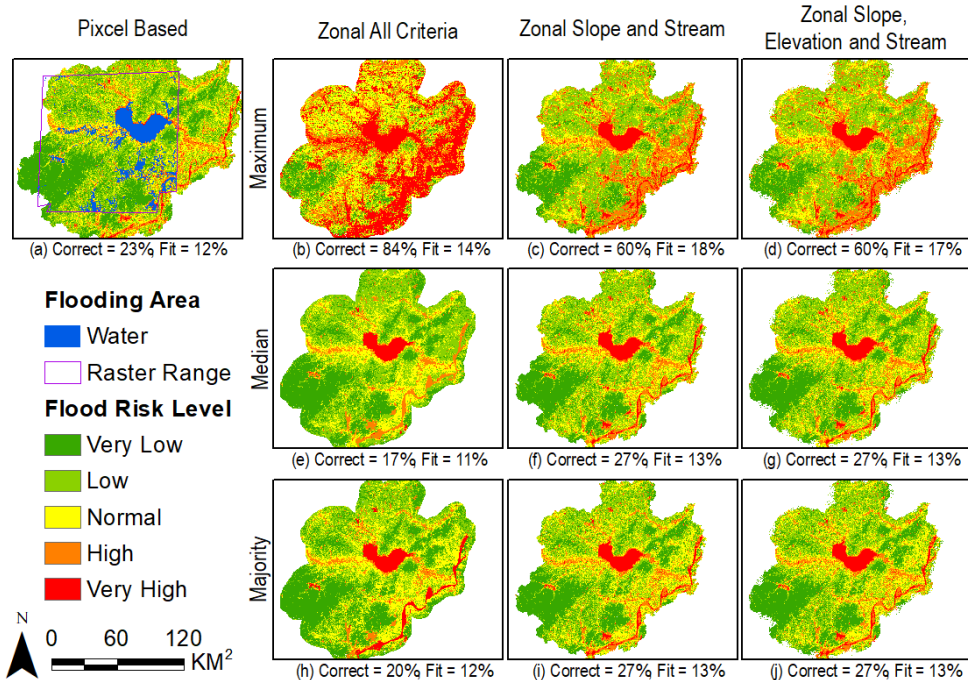 Pixcel Based
Zonal All Criteria
Zonal Slope and Stream
Zonal Slope,
Elevation and Stream
Maximum
(a) Correct = 23%, Fit = 12%
(b) Correct = 84%, Fit = 14%
(c) Correct = 60%, Fit = 18%
(d) Correct = 60%, Fit = 17%
Flooding Area
Water
Raster Range
Flood Risk Level
Very Low
Low
Normal
High
Very High
N
0 60 120
KM²
Median
(e) Correct = 17%, Fit = 11%
(f) Correct = 27%, Fit = 13%
(g) Correct = 27%, Fit = 13%
Majority
(h) Correct = 20%, Fit = 12%
(i) Correct = 27%, Fit = 13%
(j) Correct = 27%, Fit = 13%